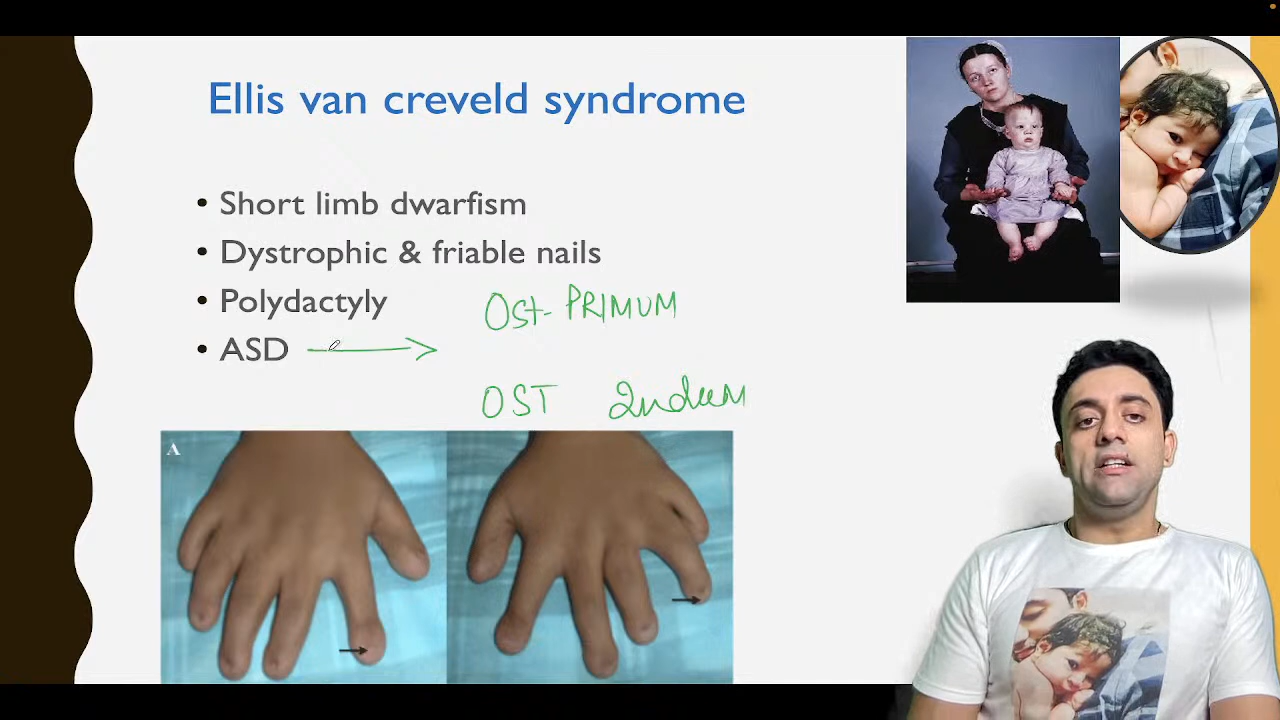 Ellis van creveld syndrome
• Short limb dwarfism
• Dystrophic & friable nails
• Polydactyly
Ost- PRIMUM
• ASD
OST 2ndum
A